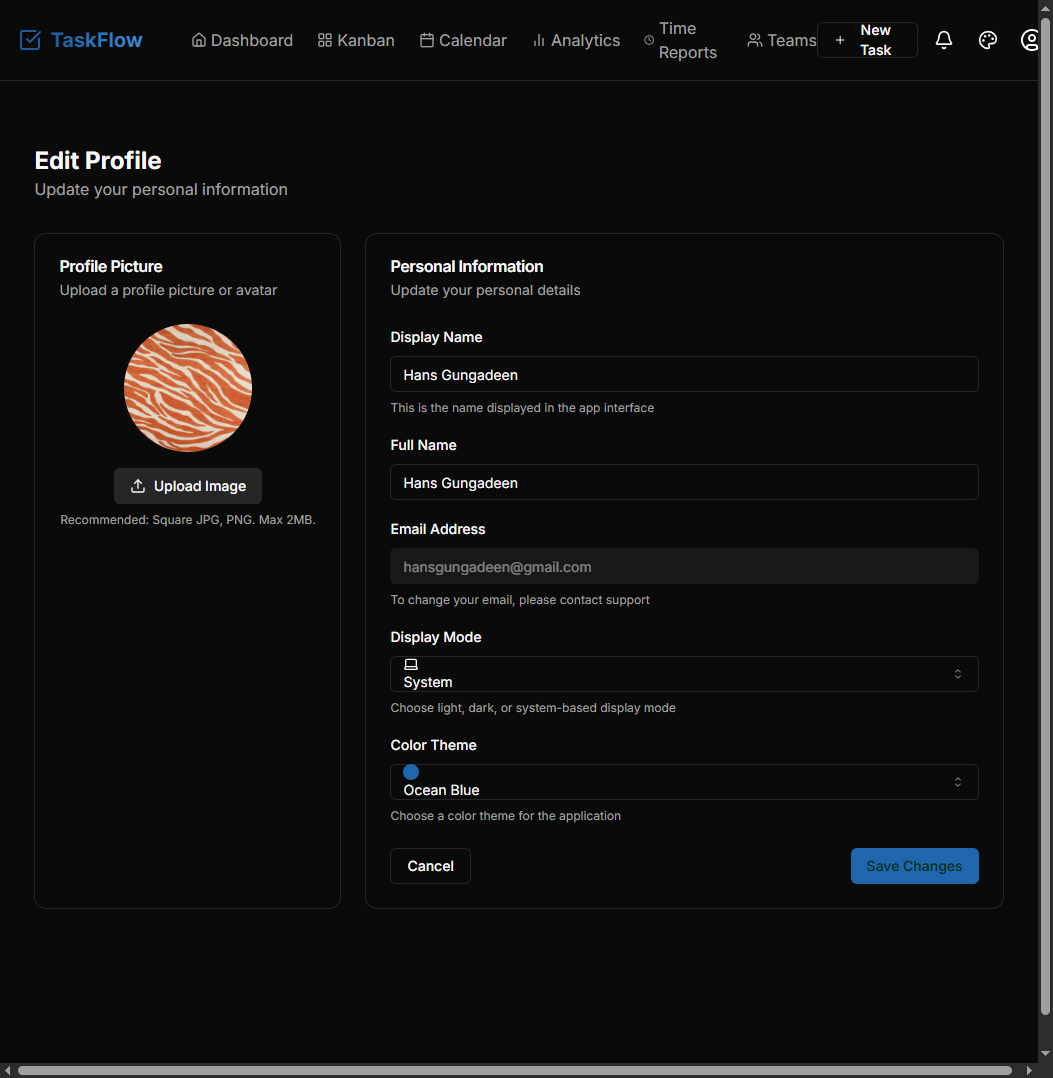 TaskFlow
Dashboard
Kanban
Calendar
Analytics
Time
Reports
Teams
New
Task
Edit Profile
Update your personal information
Profile Picture
Upload a profile picture or avatar
Upload Image
Recommended: Square JPG, PNG. Max 2MB.
Personal Information
Update your personal details
Display Name
Hans Gungadeen
This is the name displayed in the app interface
Full Name
Hans Gungadeen
Email Address
hansgungadeen@gmail.com
To change your email, please contact support
Display Mode
System
Choose light, dark, or system-based display mode
Color Theme
Ocean Blue
Choose a color theme for the application
Cancel
Save Changes